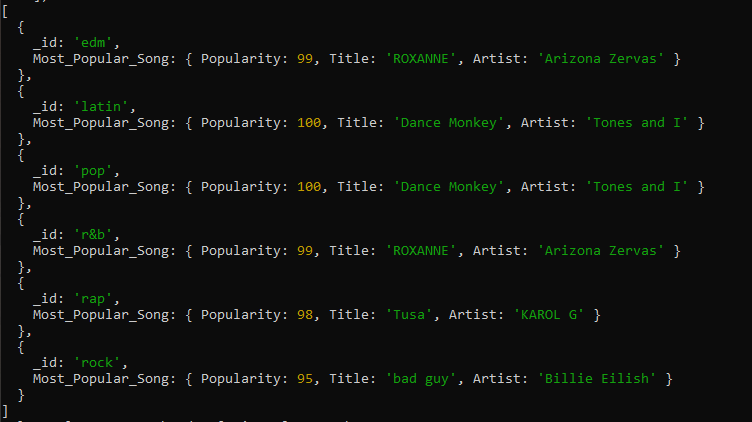 [
  {
    _id: 'edm',
    Most_Popular_Song: { Popularity: 99, Title: 'ROXANNE', Artist: 'Arizona Zervas' }
  },
  {
    _id: 'latin',
    Most_Popular_Song: { Popularity: 100, Title: 'Dance Monkey', Artist: 'Tones and I' }
  },
  {
    _id: 'pop',
    Most_Popular_Song: { Popularity: 100, Title: 'Dance Monkey', Artist: 'Tones and I' }
  },
  {
    _id: 'r&b',
    Most_Popular_Song: { Popularity: 99, Title: 'ROXANNE', Artist: 'Arizona Zervas' }
  },
  {
    _id: 'rap',
    Most_Popular_Song: { Popularity: 98, Title: 'Tusa', Artist: 'KAROL G' }
  },
  {
    _id: 'rock',
    Most_Popular_Song: { Popularity: 95, Title: 'bad guy', Artist: 'Billie Eilish' }
  }
]